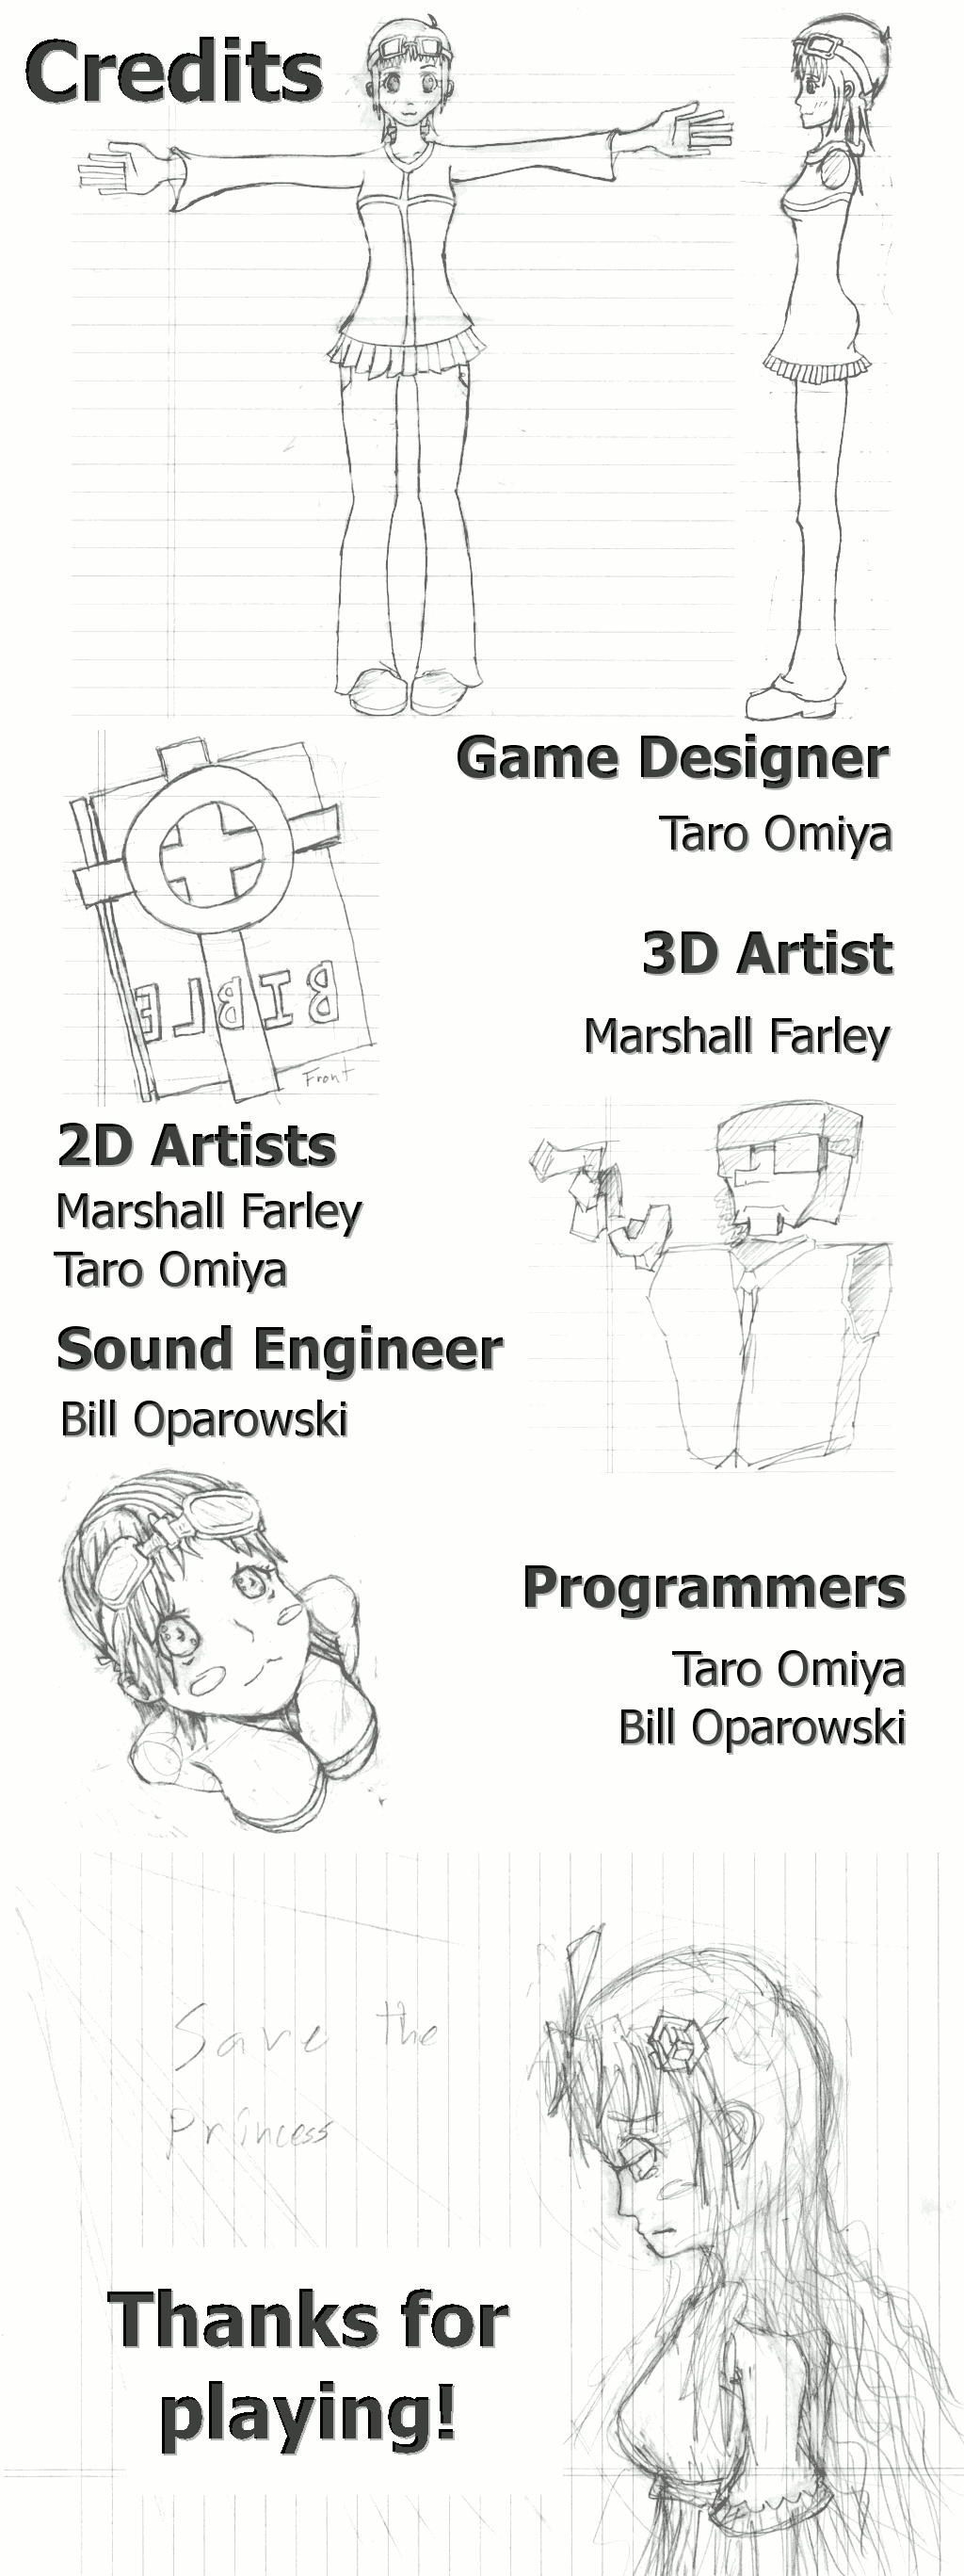 Credits
Game Designer
Taro Omiya
BIBLE
Front
3D Artist
Marshall Farley
2D Artists
Marshall Farley
Taro Omiya
Sound Engineer
Bill Oparowski
Programmers
Taro Omiya
Bill Oparowski
Save the
Princess
Thanks for
playing!